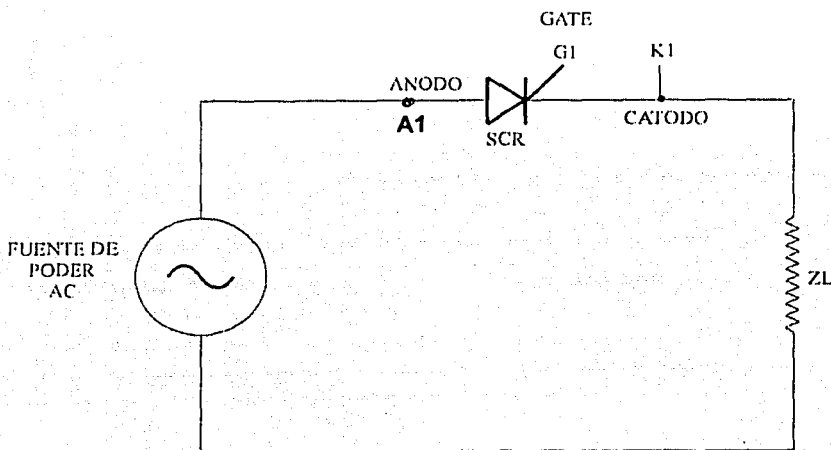 GATE
G1
K1
ANODO
A1
SCR
CATODO
FUENTE DE
PODER
AC
ZL